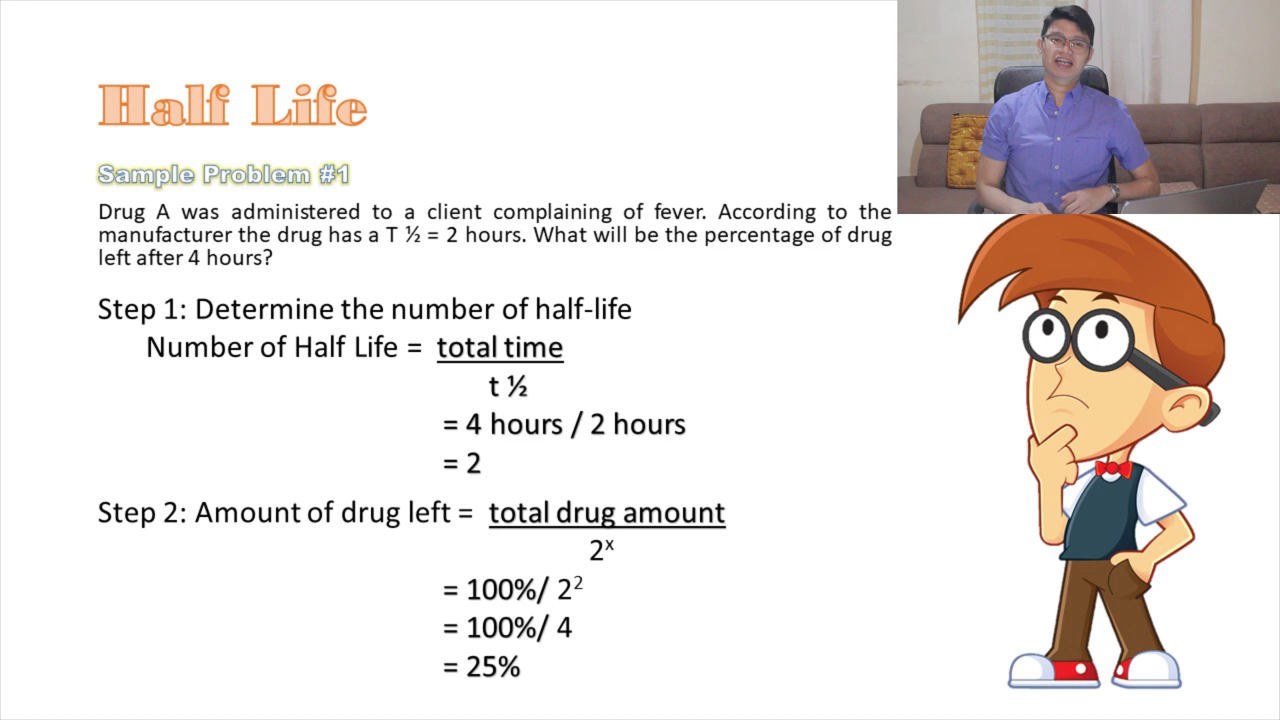 Half Life
Sample Problem #1
Drug A was administered to a client complaining of fever. According to the
manufacturer the drug has a T ½ = 2 hours. What will be the percentage of drug
left after 4 hours?
Step 1: Determine the number of half-life
Number of Half Life = total time
t ½
= 4 hours / 2 hours
= 2
Step 2: Amount of drug left = total drug amount
2ˣ
= 100%/ 2²
= 100%/ 4
= 25%